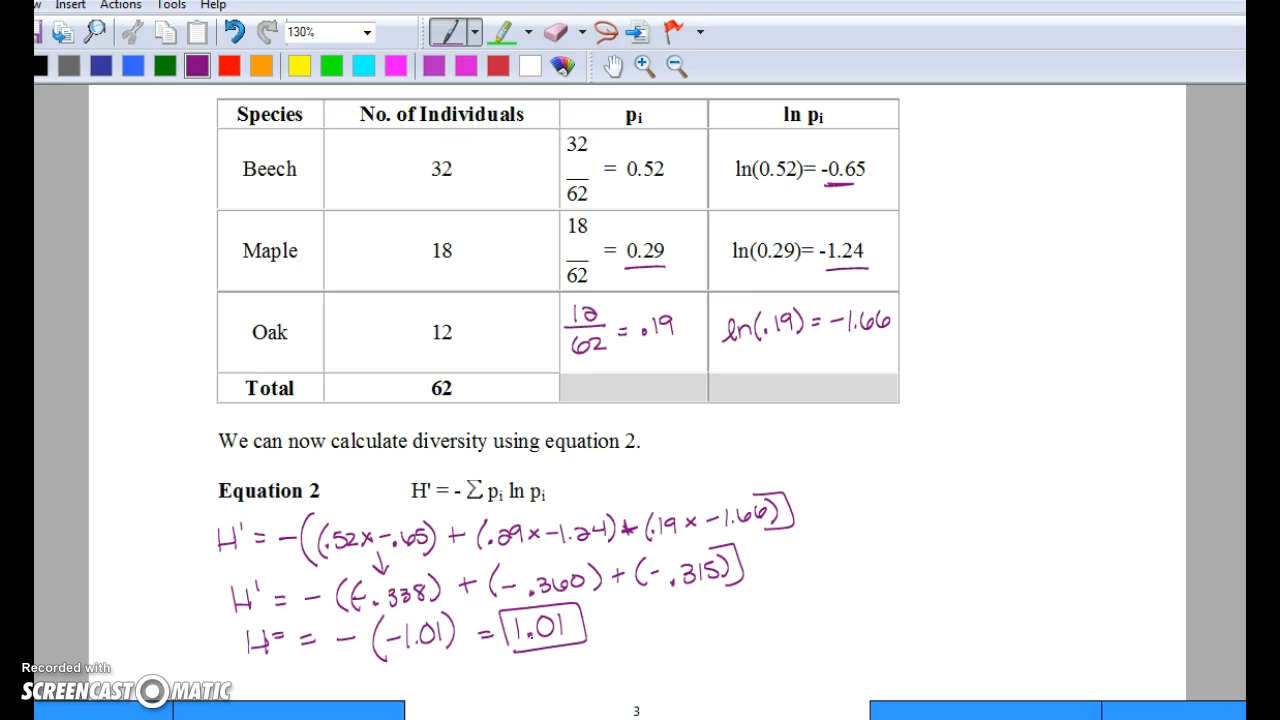 w Insert Actions Tools Help
130%
Species No. of Individuals pi ln pi
Beech 32 32/62 = 0.52 ln(0.52)= -0.65
Maple 18 18/62 = 0.29 ln(0.29)= -1.24
Oak 12 12/62 = .19 ln(.19) = -1.66
Total 62
We can now calculate diversity using equation 2.
Equation 2 H' = - Σ pi ln pi
H' = -((.52x-.65) + (.29x-1.24)+(.19x-1.66)]
H' = -((-.338) + (-.360) + (-.315)]
H= = -(-1.01) = 1.01
Recorded with
SCREENCAST MATIC
3